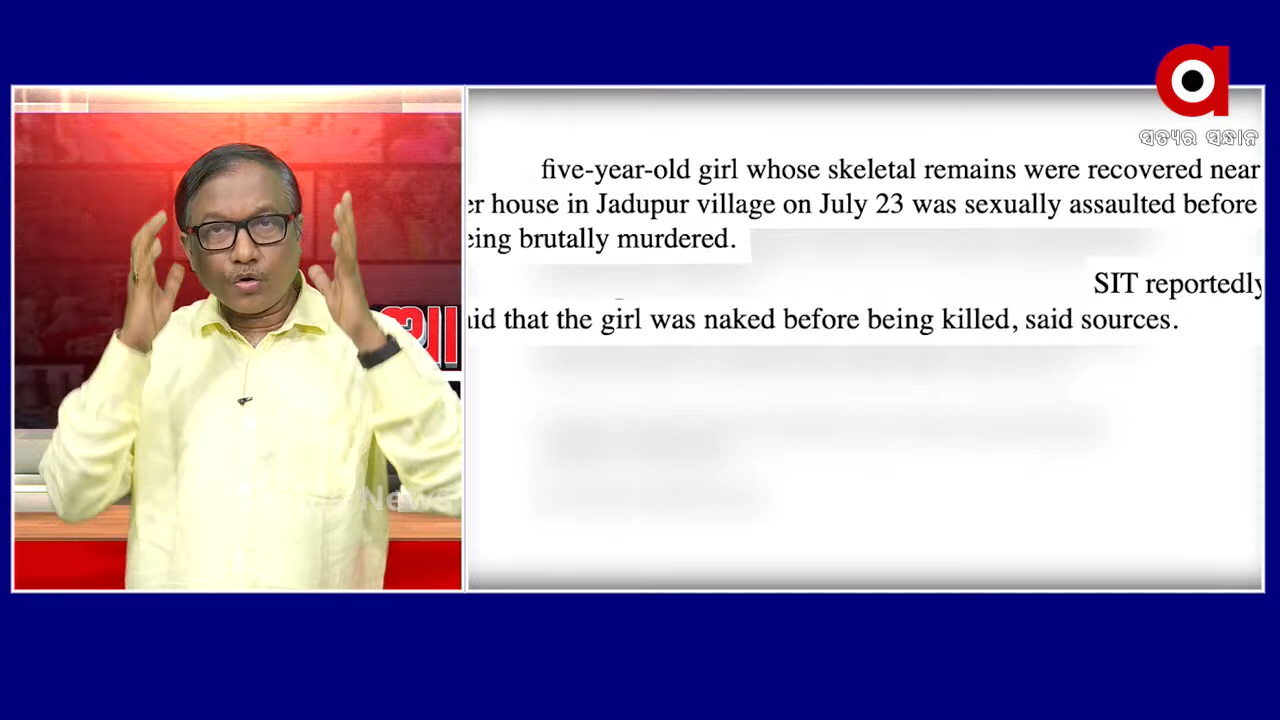 ସତ୍ୟର ସନ୍ଧାନ
five-year-old girl whose skeletal remains were recovered near
er house in Jadupur village on July 23 was sexually assaulted before
eing brutally murdered.
SIT reportedly
aid that the girl was naked before being killed, said sources.
News